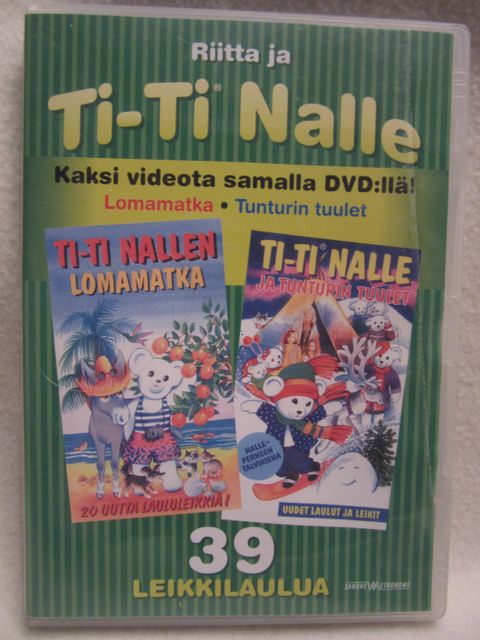 Riitta ja
Ti-Ti® Nalle
Kaksi videota samalla DVD:llä!
Lomamatka • Tunturin tuulet
TI-TI NALLEN
LOMAMATKA
20 UUTTA LAULULEIKKIÄ!
TI-TI® NALLE
JA TUNTURIN TUULET
NALLE-
PERHEEN
TALVIRIEHA
UUDET LAULUT JA LEIKIT
39
LEIKKILAULUA